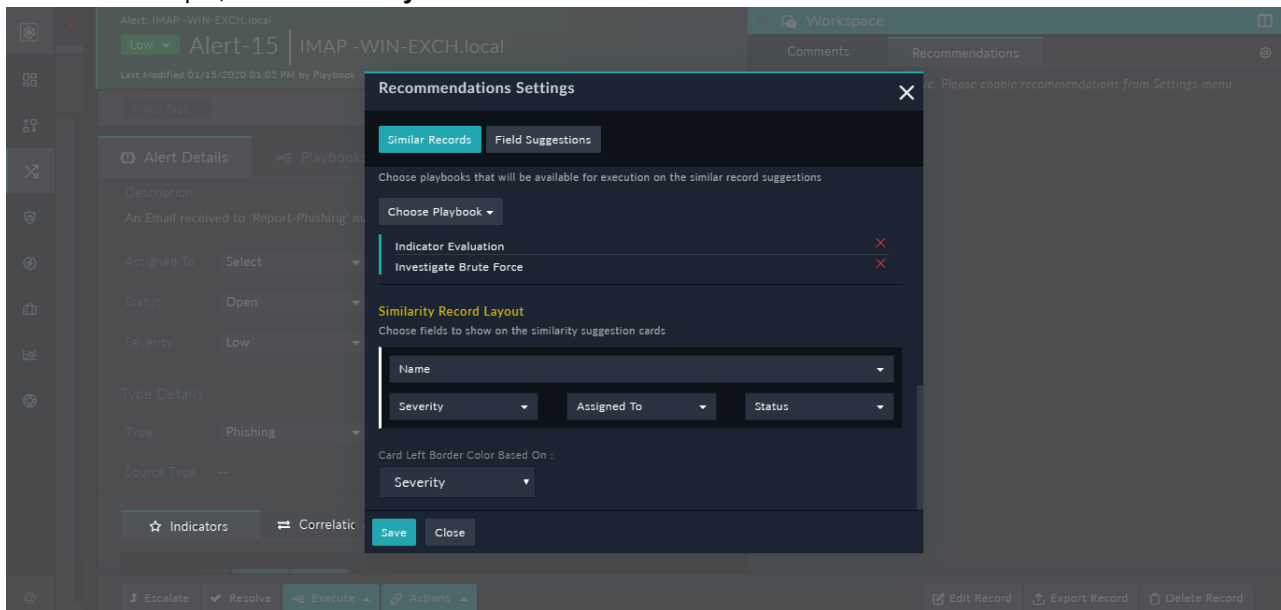 Alert: IMAP -WIN-EXCH.local
Low Alert-15 | IMAP -WIN-EXCH.local
Last Modified 01/15/2020 01:02 PM by Playbook
+ Add Tags
Alert Details Playbook
Description
An Email received to 'Report-Phishing' m
Assigned To Select
Status Open
Severity Low
Type Details
Type Phishing
Source Type --
Indicators Correlatic
Escalate Resolve Execute Actions
Workspace
Comments Recommendations
Please enable recommendations from Settings menu.
Recommendations Settings
Similar Records Field Suggestions
Choose playbooks that will be available for execution on the similar record suggestions
Choose Playbook
Indicator Evaluation
Investigate Brute Force
Similarity Record Layout
Choose fields to show on the similarity suggestion cards
Name
Severity Assigned To Status
Card Left Border Color Based On :
Severity
Save Close
Edit Record Export Record Delete Record
@